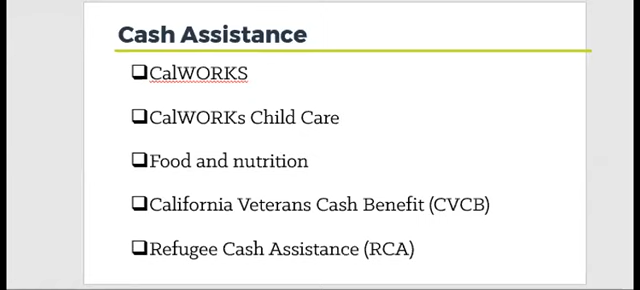 Cash Assistance
❑CalWORKS
❑CalWORKs Child Care
❑Food and nutrition
❑California Veterans Cash Benefit (CVCB)
❑Refugee Cash Assistance (RCA)